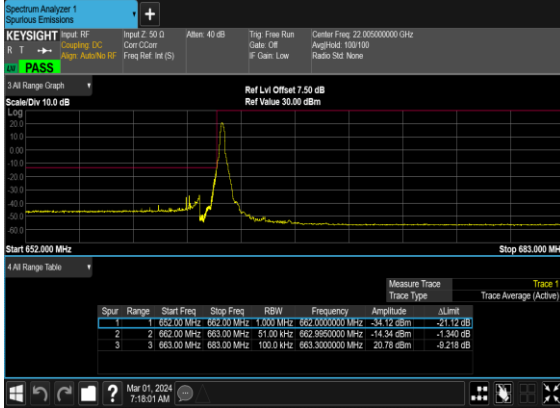 Spectrum Analyzer 1
Spurious Emissions
KEYSIGHT Input: RF Input Z: 50 Ω Atten: 40 dB Trig: Free Run Center Freq: 22.005000000 GHz
R T Coupling: DC Corr CCorr Gate: Off Avg|Hold: 100/100
Align: Auto/No RF Freq Ref: Int (S) IF Gain: Low Radio Std: None
LXI PASS
3 All Range Graph Ref Lvl Offset 7.50 dB
Scale/Div 10.0 dB Ref Value 30.00 dBm
Log
20.0
10.0
0.00
-10.0
-20.0
-30.0
-40.0
-50.0
-60.0
Start 652.000 MHz Stop 683.000 MH
4 All Range Table
Measure Trace Trace 1
Trace Type Trace Average (Active)
Spur Range Start Freq Stop Freq RBW Frequency Amplitude ΔLimit
1 1 652.00 MHz 662.00 MHz 1.000 MHz 662.0000000 MHz -34.12 dBm -21.12 dB
2 2 662.00 MHz 663.00 MHz 51.00 kHz 662.9950000 MHz -14.34 dBm -1.340 dB
3 3 663.00 MHz 683.00 MHz 100.0 kHz 663.3000000 MHz 20.78 dBm -9.218 dB
? Mar 01, 2024
7:18:01 AM